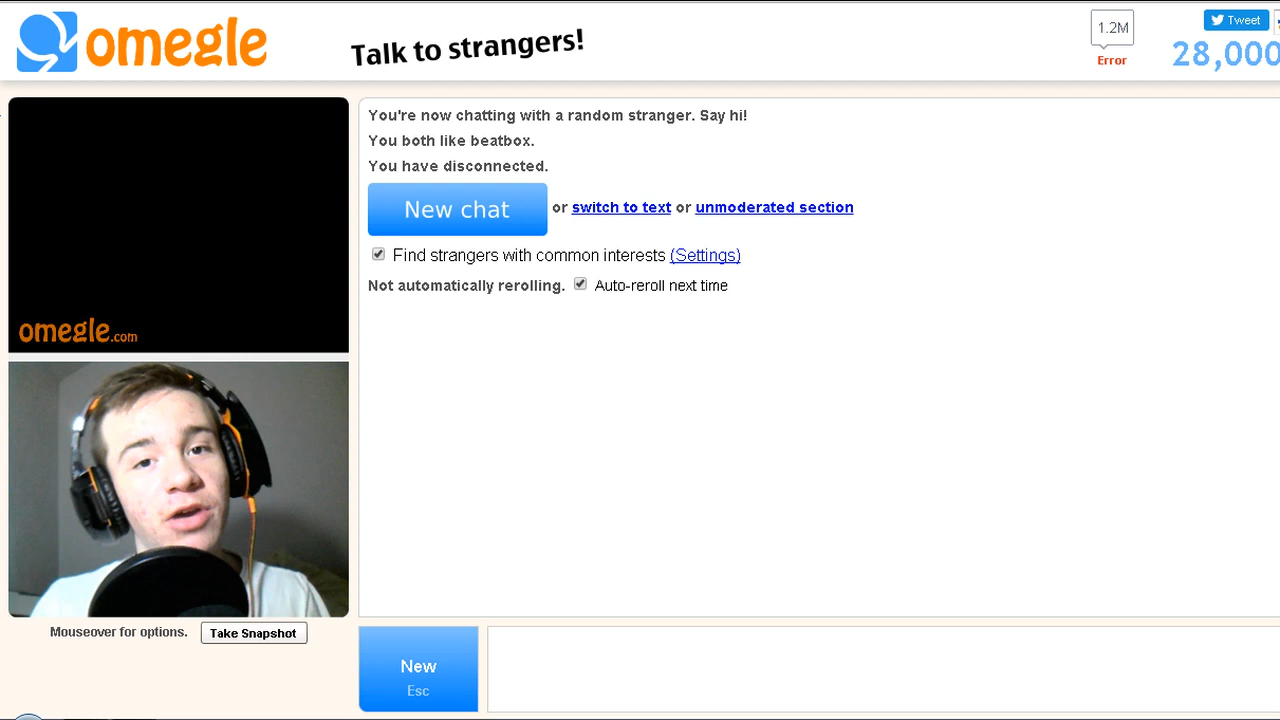 omegle
Talk to strangers!
1.2M
Error
Tweet
28,000
You're now chatting with a random stranger. Say hi!
You both like beatbox.
You have disconnected.
New chat or switch to text or unmoderated section
Find strangers with common interests (Settings)
Not automatically rerolling. Auto-reroll next time
omegle.com
Mouseover for options. Take Snapshot
New
Esc